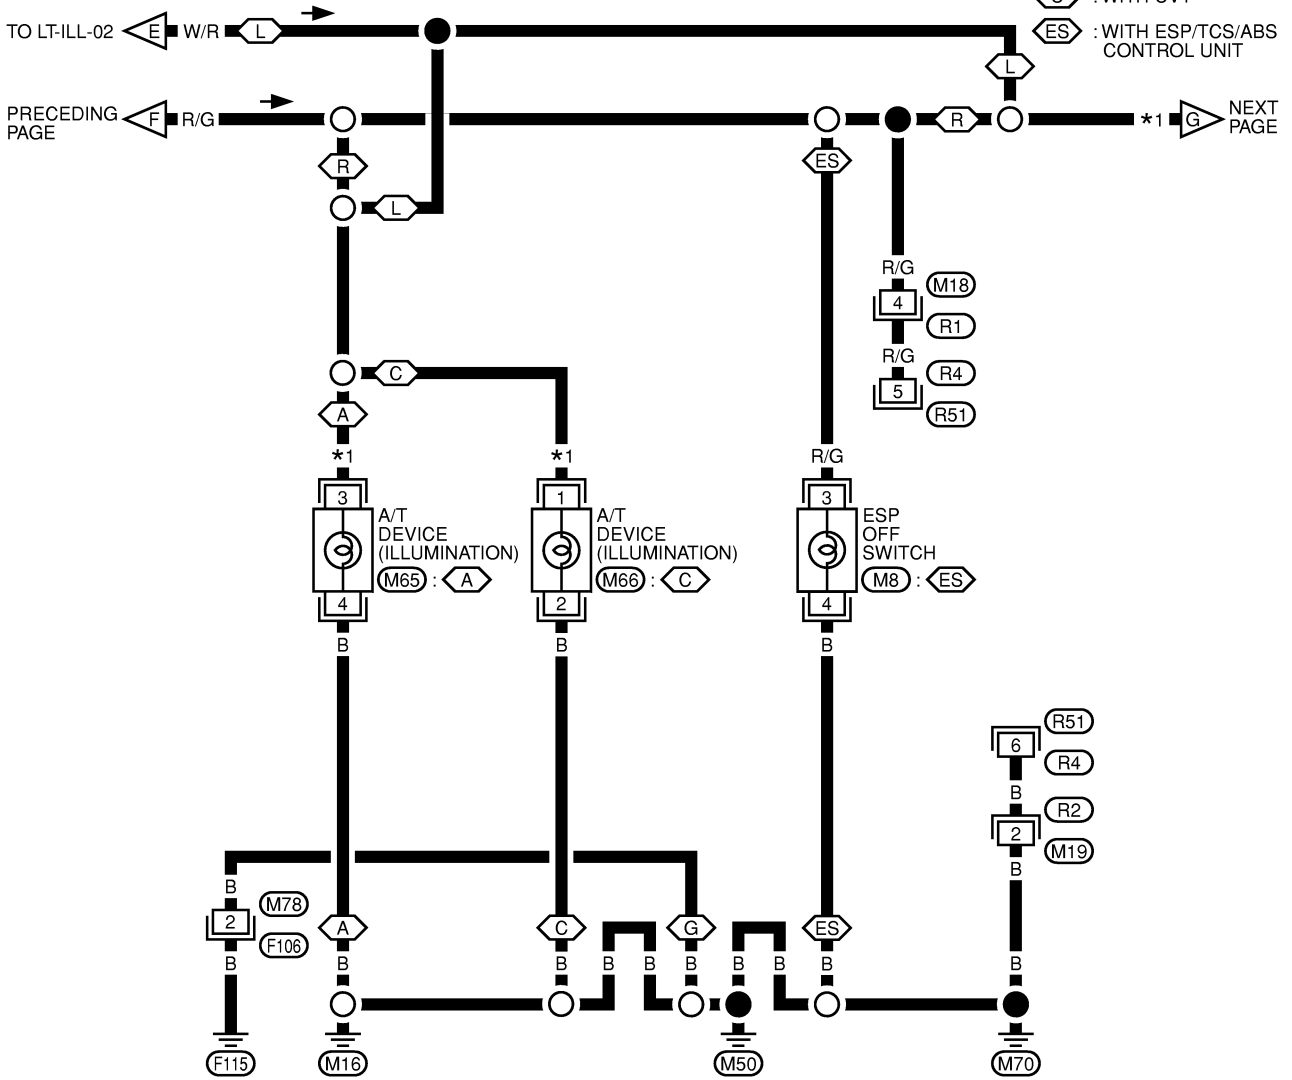 TO LT-ILL-02 E W/R L
ES : WITH ESP/TCS/ABS
CONTROL UNIT
L
PRECEDING
PAGE
F R/G
R *1 G
NEXT
PAGE
R
ES
L
R/G
M18
4
R1
R/G
R4
5
R51
C
A
*1 *1 R/G
3 1 3
A/T
DEVICE
(ILLUMINATION)
M65 : A
A/T
DEVICE
(ILLUMINATION)
M66 : C
ESP
OFF
SWITCH
M8 : ES
4 2 4
B B B
R51
6
R4
B
R2
2
M19
B
B
M78
2
F106
B
A C G ES
B B B B B B B B B
F115 M16 M50 M70